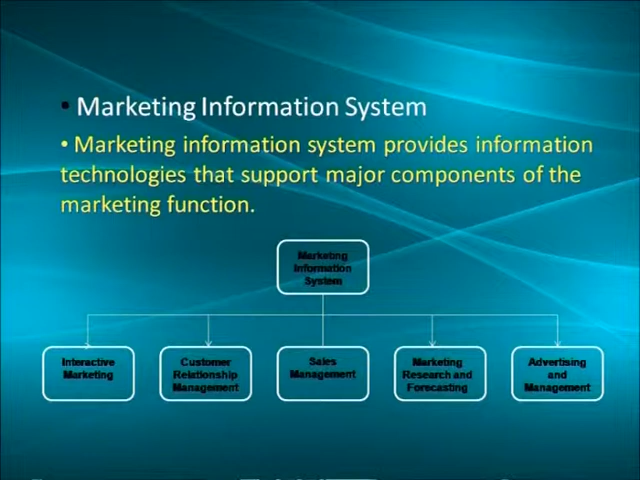 • Marketing Information System
• Marketing information system provides information
technologies that support major components of the
marketing function.
Marketing
Information
System
Interactive
Marketing
Customer
Relationship
Management
Sales
Management
Marketing
Research and
Forecasting
Advertising
and
Management